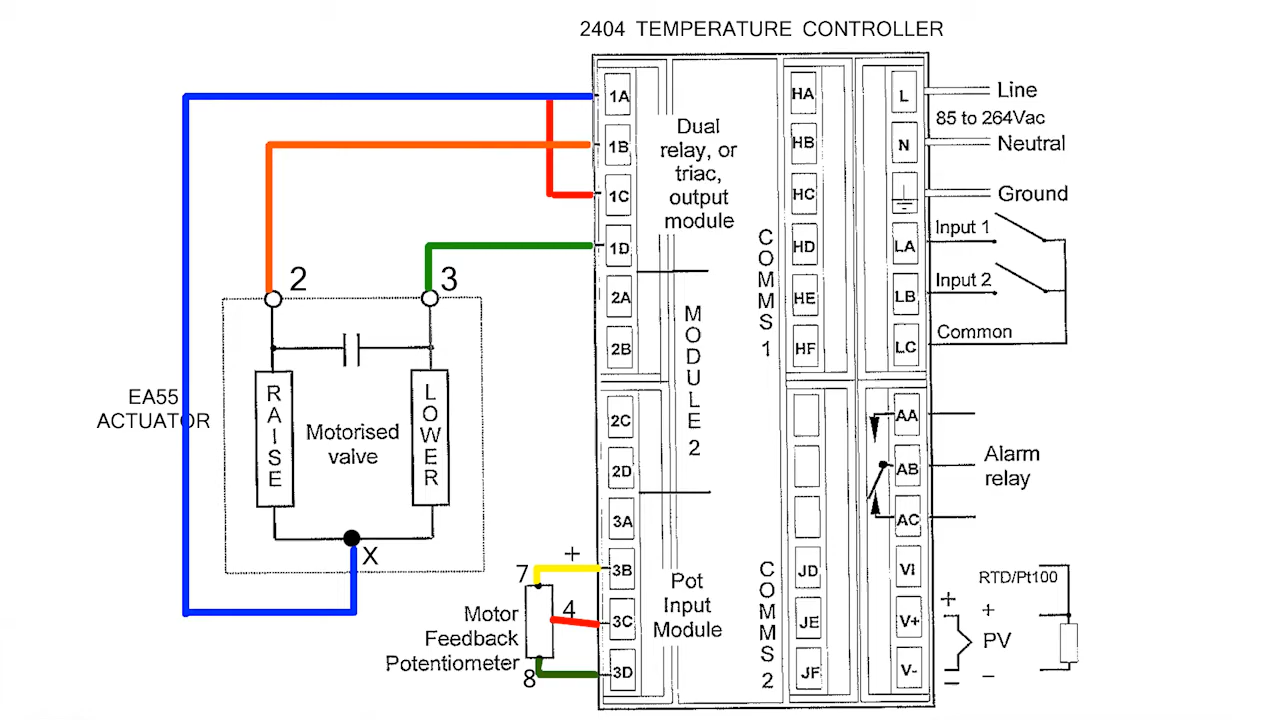 2404 TEMPERATURE CONTROLLER
1A
1B
1C
1D
2A
2B
2C
2D
3A
3B
3C
3D
Dual
relay, or
triac,
output
module
MODULE 2
Pot
Input
Module
COMMS 1
COMMS 2
HA
HB
HC
HD
HE
HF
JD
JE
JF
L
N
LA
LB
LC
AA
AB
AC
VI
V+
V-
Line
85 to 264Vac
Neutral
Ground
Input 1
Input 2
Common
Alarm
relay
RTD/Pt100
+ +
PV
− −
2 3
EA55
ACTUATOR
RAISE
Motorised
valve
LOWER
X
7 +
4
8
Motor
Feedback
Potentiometer